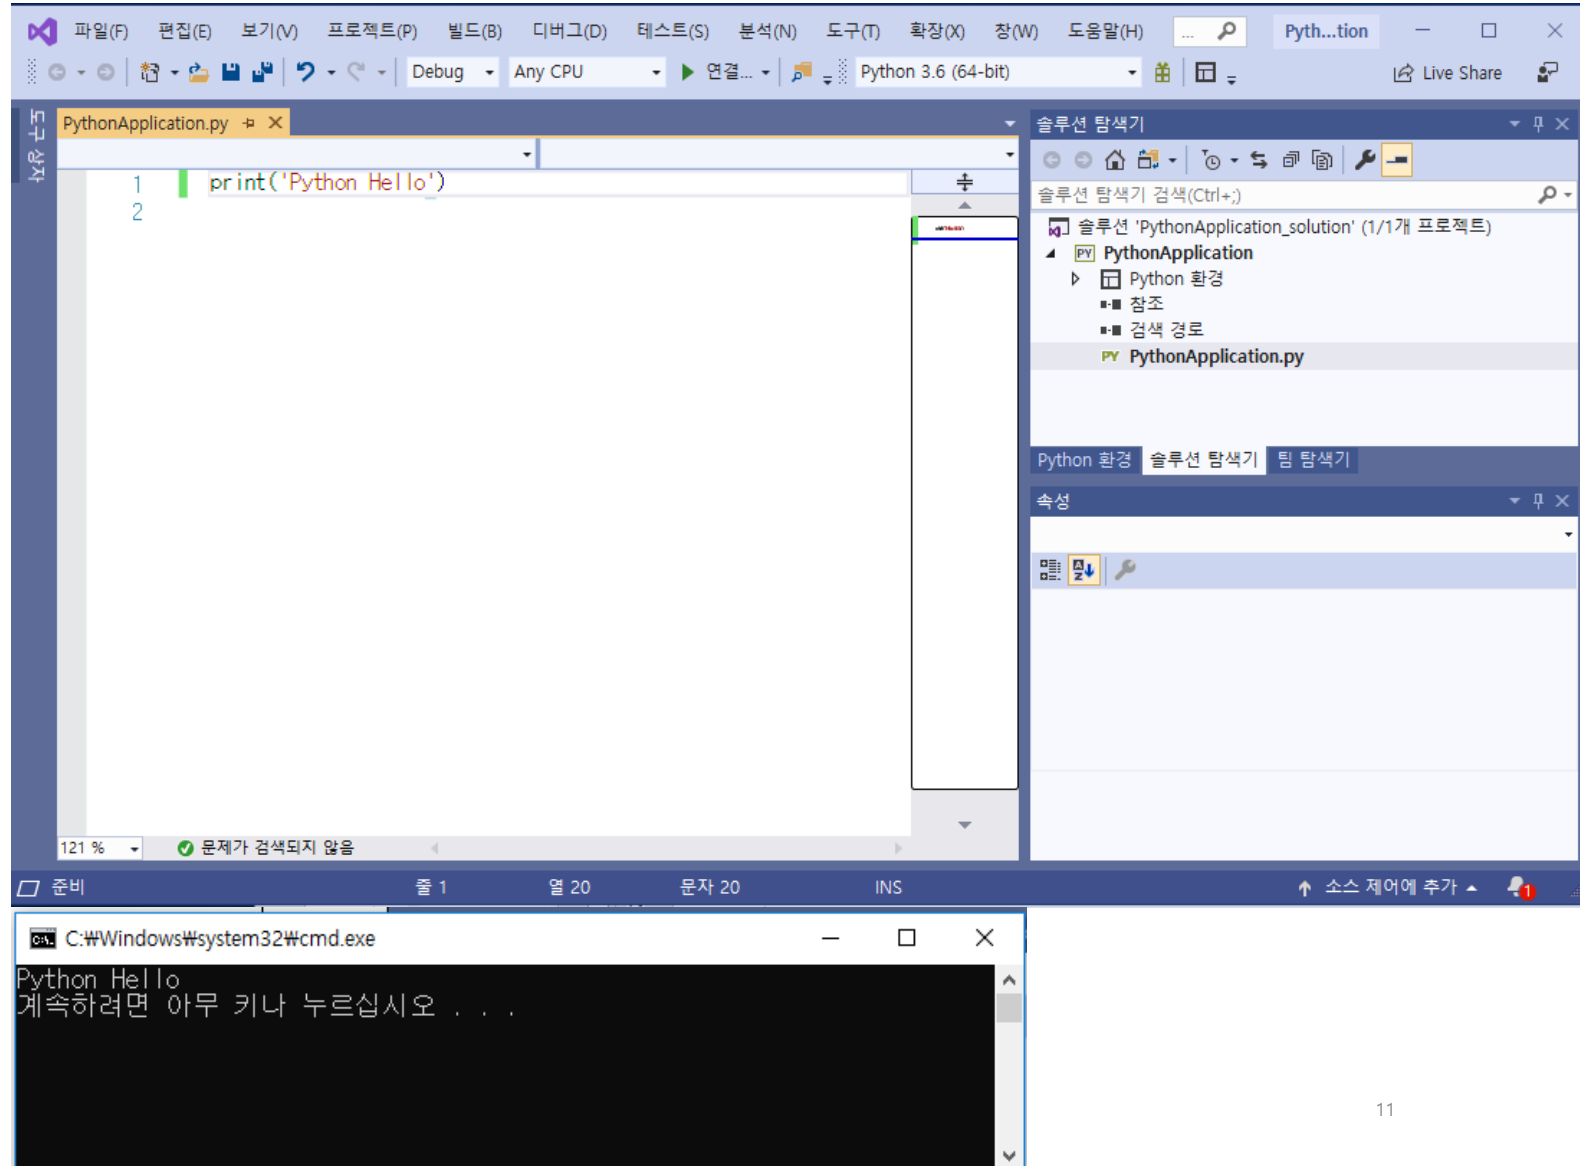 파일(F) 편집(E) 보기(V) 프로젝트(P) 빌드(B) 디버그(D) 테스트(S) 분석(N) 도구(T) 확장(X) 창(W) 도움말(H) ... Pyth...tion
Debug Any CPU 연결... Python 3.6 (64-bit) Live Share
도구 상자
PythonApplication.py
1 print('Python Hello')
2
121 % 문제가 검색되지 않음
솔루션 탐색기
솔루션 탐색기 검색(Ctrl+;)
솔루션 'PythonApplication_solution' (1/1개 프로젝트)
PY PythonApplication
Python 환경
참조
검색 경로
PY PythonApplication.py
Python 환경 솔루션 탐색기 팀 탐색기
속성
준비 줄 1 열 20 문자 20 INS 소스 제어에 추가 1
C:₩Windows₩system32₩cmd.exe
Python Hello
계속하려면 아무 키나 누르십시오 . . .
11